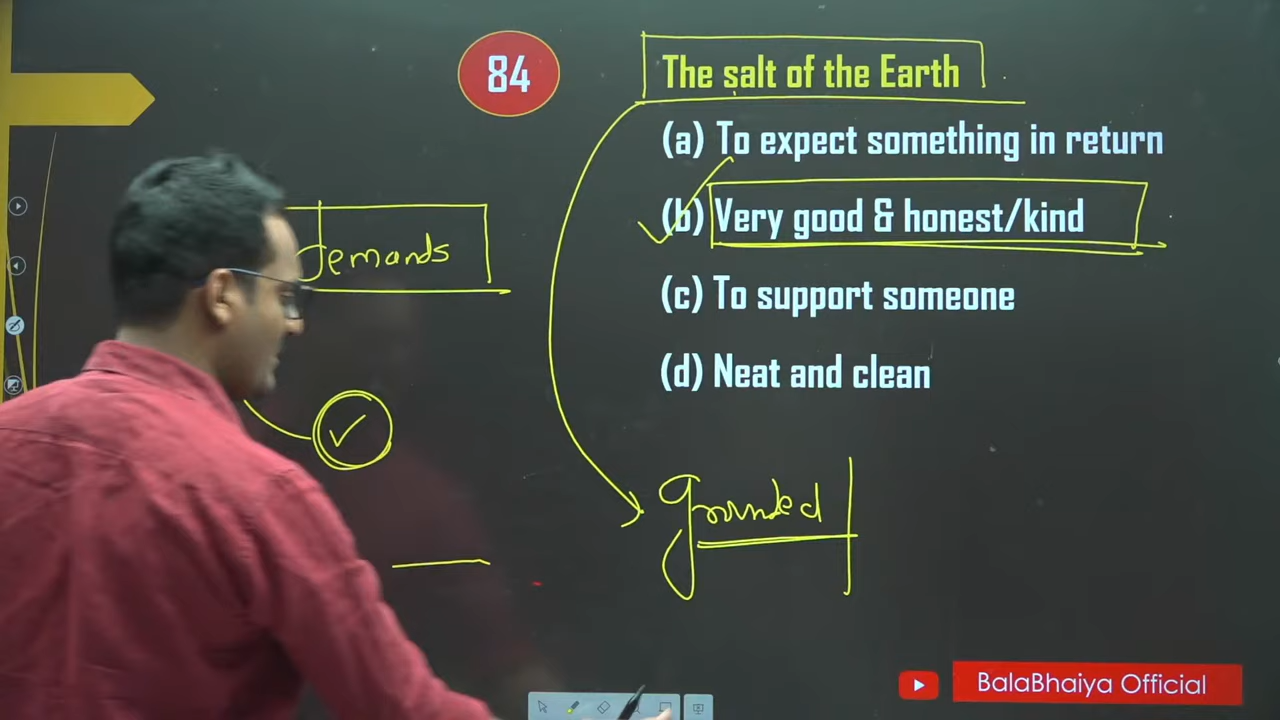 84
The salt of the Earth
(a) To expect something in return
(b) Very good & honest/kind
(c) To support someone
(d) Neat and clean
demands
grounded
BalaBhaiya Official